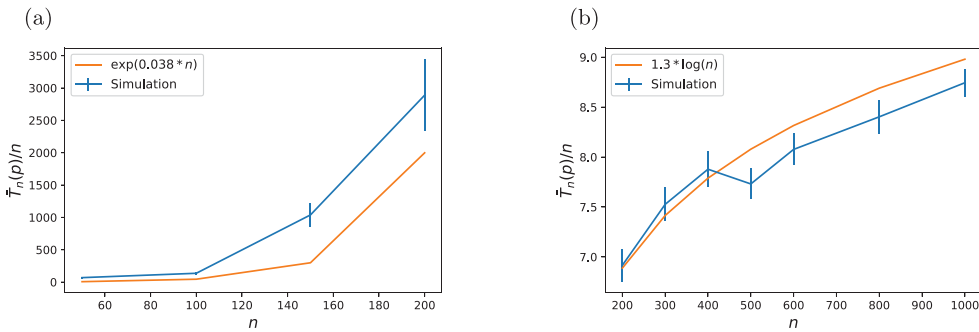 (a)
exp(0.038 * n)
Simulation
3500
3000
2500
2000
1500
1000
500
0
T̄ₙ(p)/n
60 80 100 120 140 160 180 200
n
(b)
1.3 * log(n)
Simulation
9.0
8.5
8.0
7.5
7.0
T̄ₙ(p)/n
200 300 400 500 600 700 800 900 1000
n